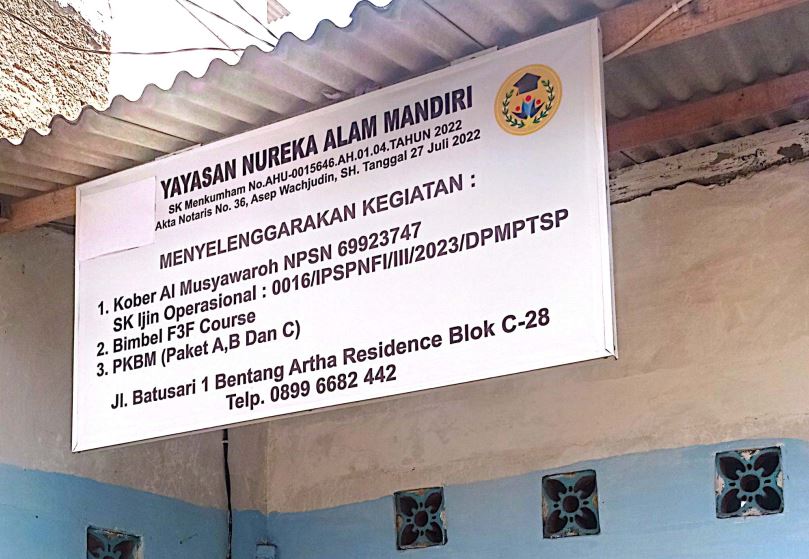 YAYASAN NUREKA ALAM MANDIRI
SK Menkumham No.AHU-0015646.AH.01.04.TAHUN 2022
Akta Notaris No. 36, Asep Wachjudin, SH. Tanggal 27 Juli 2022
MENYELENGGARAKAN KEGIATAN :
1. Kober Al Musyawaroh NPSN 69923747
SK Ijin Operasional : 0016/IPSPNFI/III/2023/DPMPTSP
2. Bimbel F3F Course
3. PKBM (Paket A,B Dan C)
Jl. Batusari 1 Bentang Artha Residence Blok C-28
Telp. 0899 6682 442